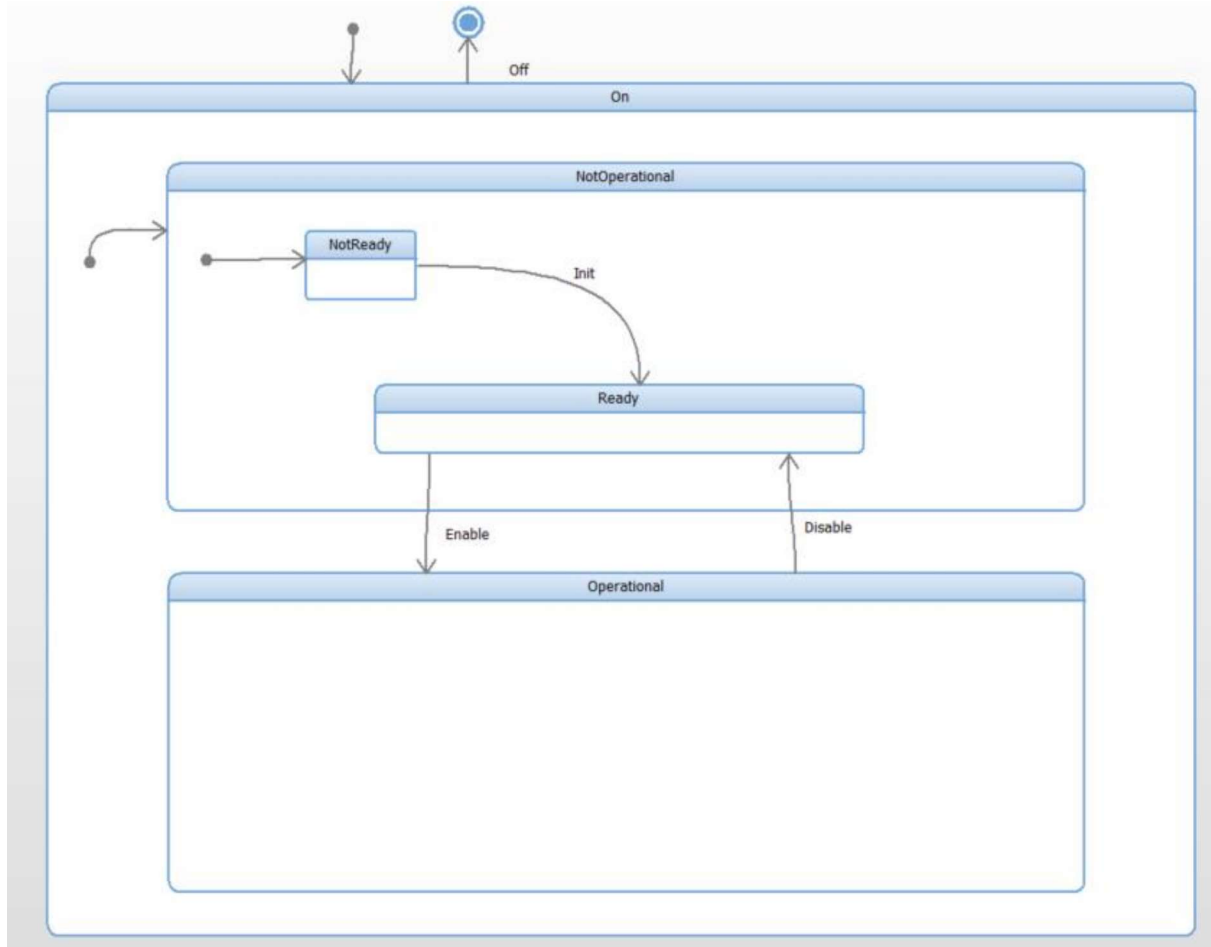 Off
On
NotOperational
NotReady
Init
Ready
Enable
Disable
Operational